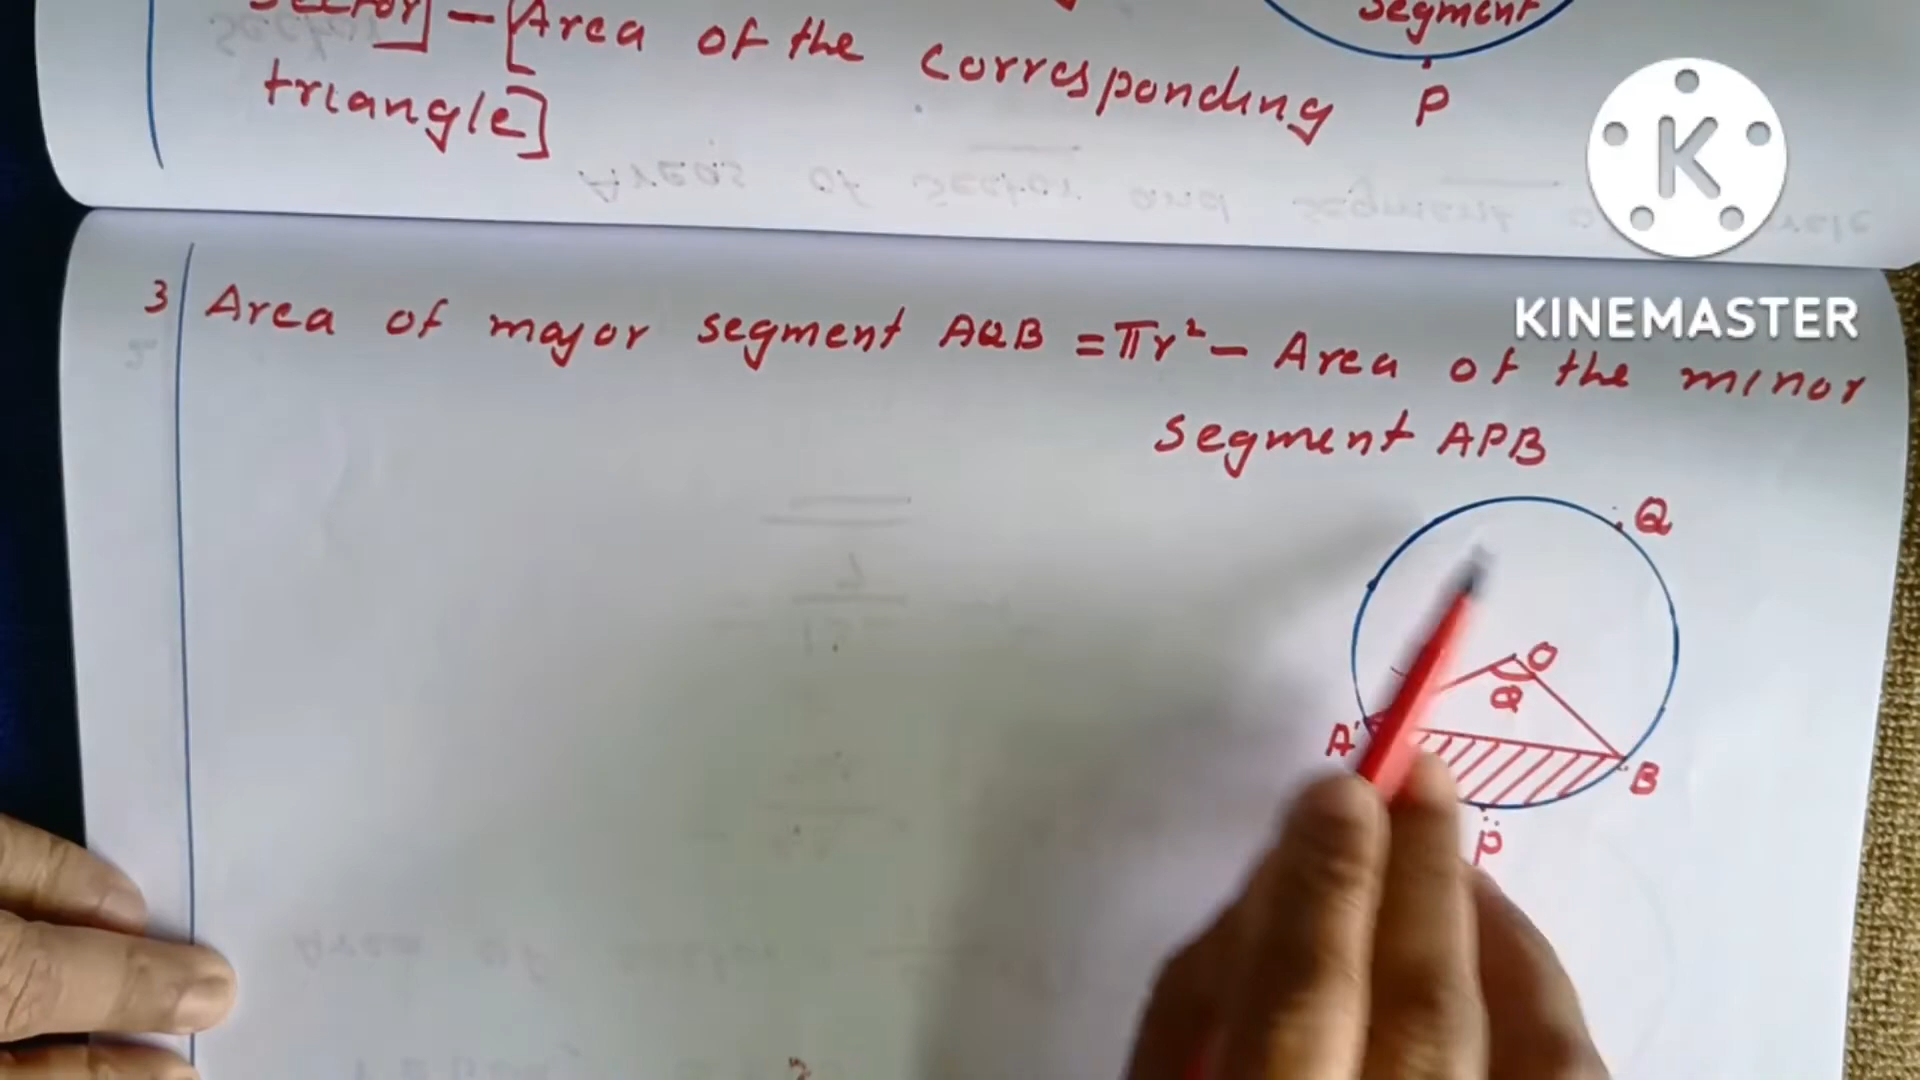 sector] - [Area of the corresponding
triangle]
segment
P
K
KINEMASTER
3 Area of major segment AQB = πr² - Area of the minor
segment APB
Q
O
Q
A
B
P